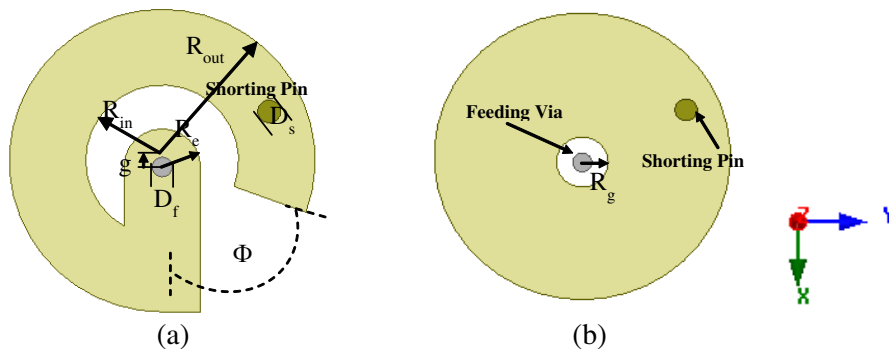 R_out
Shorting Pin
R_in
D_s
R_e
g
D_f
Φ
(a)
Feeding Via
Shorting Pin
R_g
(b)
Z
Y
X